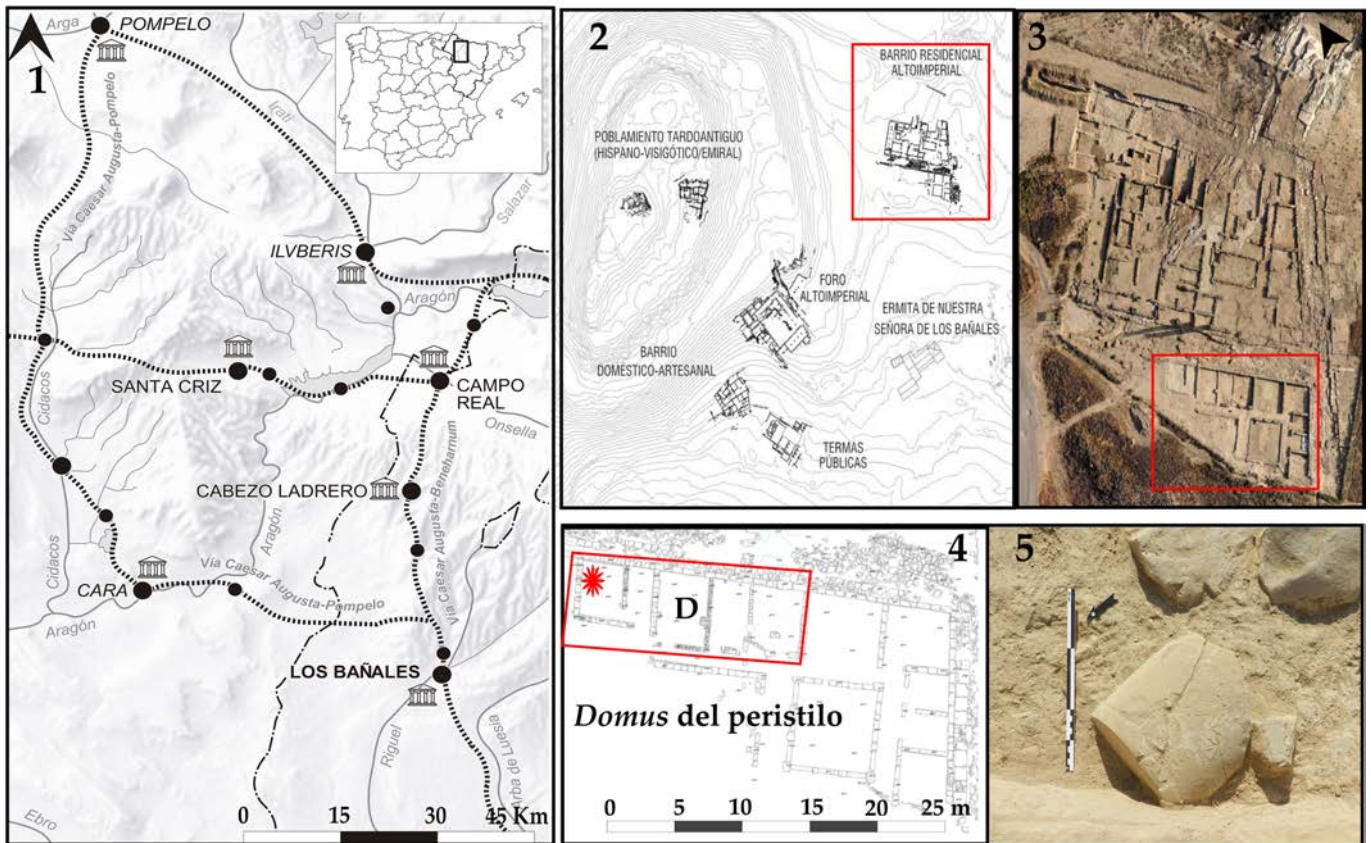 1
Arga
POMPELO
Vía Caesar Augusta-Pompelo
Irati
Salazar
ILVBERIS
Aragón
Cidacos
SANTA CRIZ
CAMPO
REAL
Onsella
CABEZO LADRERO
Aragón
Vía Caesar Augusta-Beneharnum
Cidacos
CARA
Vía Caesar Augusta-Pompelo
Aragón
LOS BAÑALES
Riguel
Arba de Luesia
Ebro
0
15
30
45 Km
2
BARRIO RESIDENCIAL
ALTOIMPERIAL
POBLAMIENTO TARDOANTIGUO
(HISPANO-VISIGÓTICO/EMIRAL)
FORO
ALTOIMPERIAL
ERMITA DE NUESTRA
SEÑORA DE LOS BAÑALES
BARRIO
DOMÉSTICO-ARTESANAL
TERMAS
PÚBLICAS
3
4
D
Domus del peristilo
0
5
10
15
20
25 m
5